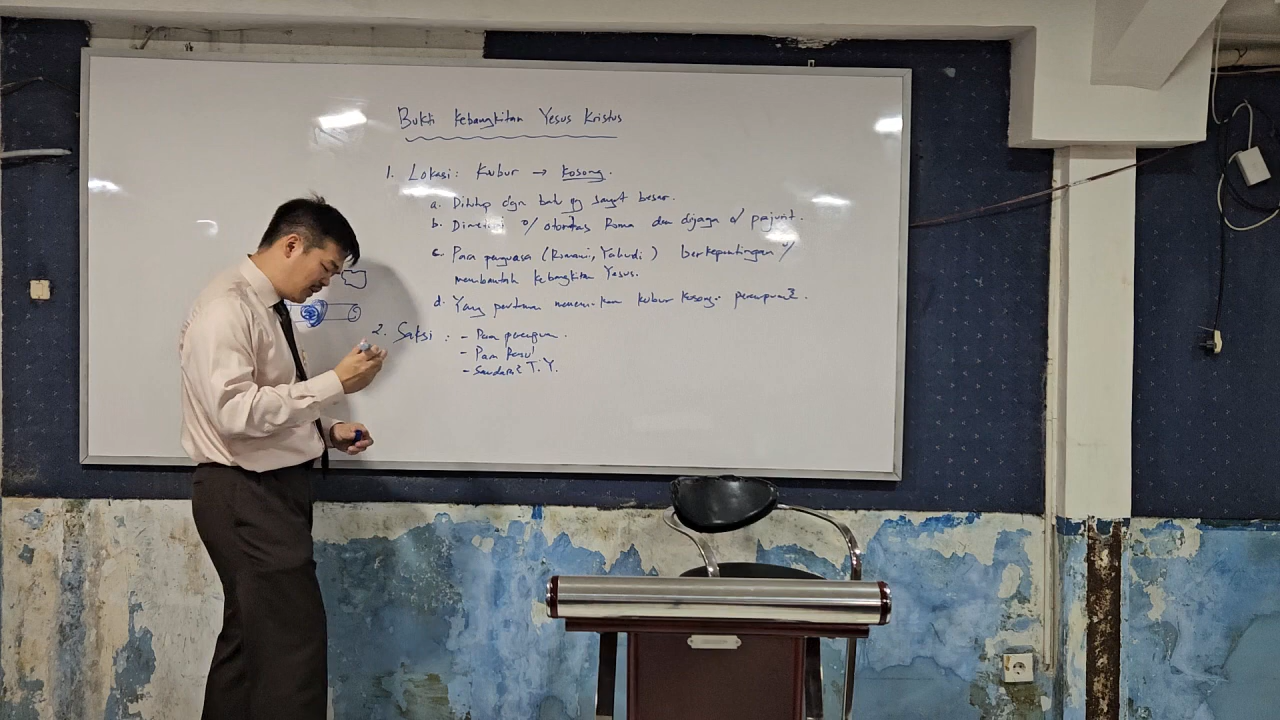 Bukti Kebangkitan Yesus Kristus
1. Lokasi: Kubur → Kosong.
a. Ditutup dgn batu yg sangat besar.
b. Dimeterai o/ otoritas Roma dan dijaga o/ prajurit.
c. Para penguasa (Romawi, Yahudi) berkepentingan u/
membantah kebangkitan Yesus.
d. Yang pertama menemukan kubur kosong: perempuan2.
2. Saksi : - Para perempuan.
- Para Rasul
- Saudara2 T.Y.